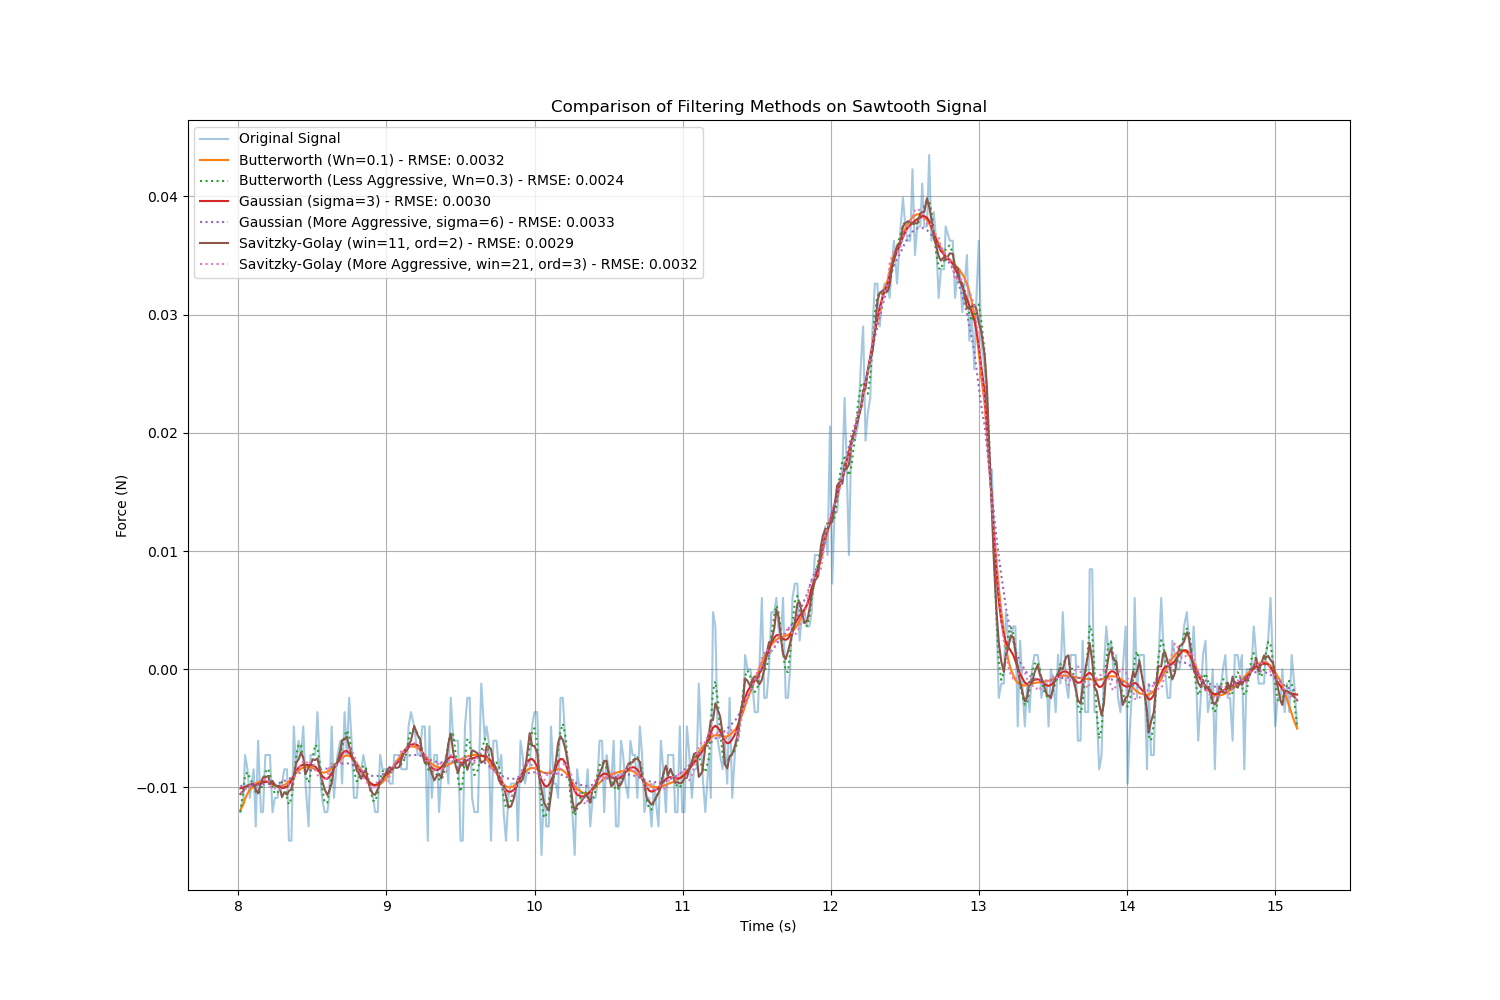 Comparison of Filtering Methods on Sawtooth Signal
Original Signal
Butterworth (Wn=0.1) - RMSE: 0.0032
Butterworth (Less Aggressive, Wn=0.3) - RMSE: 0.0024
Gaussian (sigma=3) - RMSE: 0.0030
Gaussian (More Aggressive, sigma=6) - RMSE: 0.0033
Savitzky-Golay (win=11, ord=2) - RMSE: 0.0029
Savitzky-Golay (More Aggressive, win=21, ord=3) - RMSE: 0.0032
Force (N)
0.04
0.03
0.02
0.01
0.00
−0.01
8 9 10 11 12 13 14 15
Time (s)